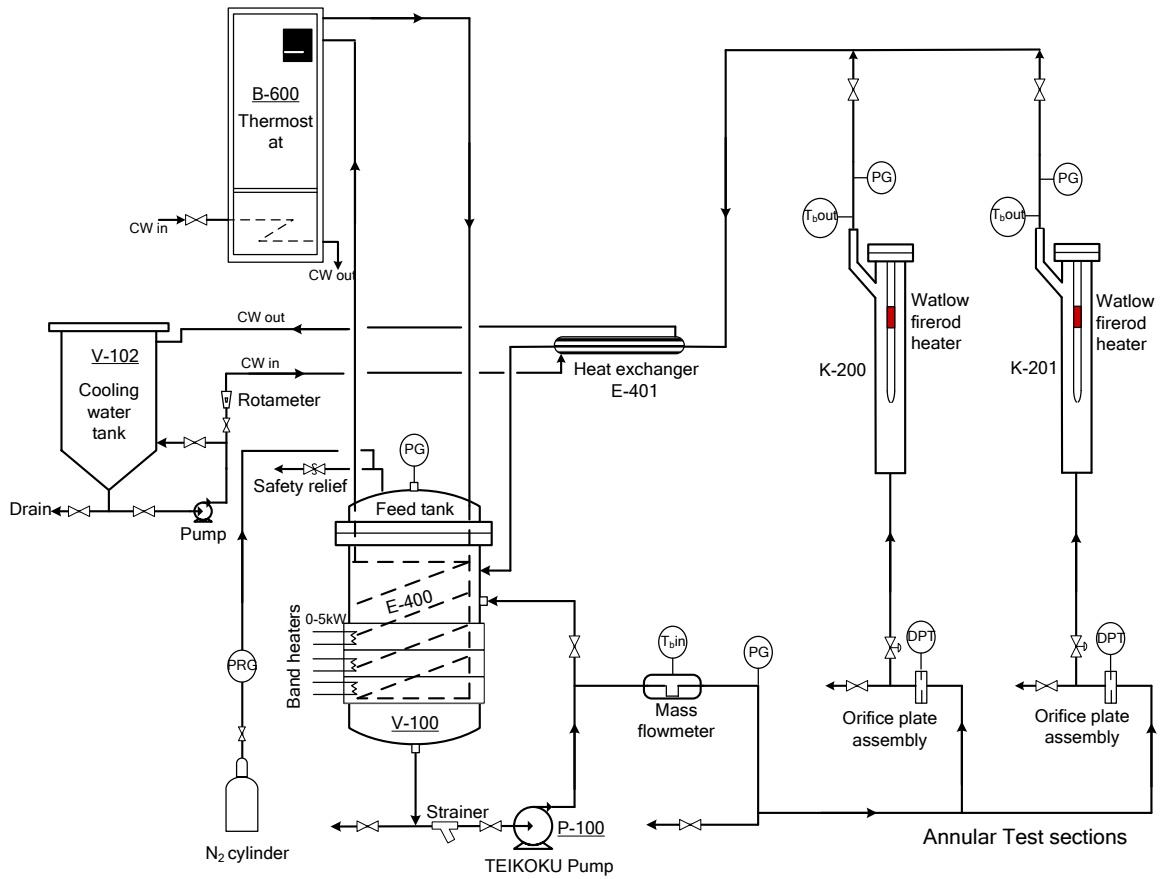 B-600
Thermost
at
CW in
CW out
PG
PG
T_bout
T_bout
Watlow
firerod
heater
Watlow
firerod
heater
K-200
K-201
CW out
V-102
Cooling
water
tank
CW in
Rotameter
Heat exchanger
E-401
PG
Safety relief
Feed tank
Drain
Pump
E-400
0-5kW
Band heaters
PRG
T_bin
PG
DPT
DPT
Mass
flowmeter
Orifice plate
assembly
Orifice plate
assembly
V-100
Strainer
P-100
TEIKOKU Pump
N₂ cylinder
Annular Test sections